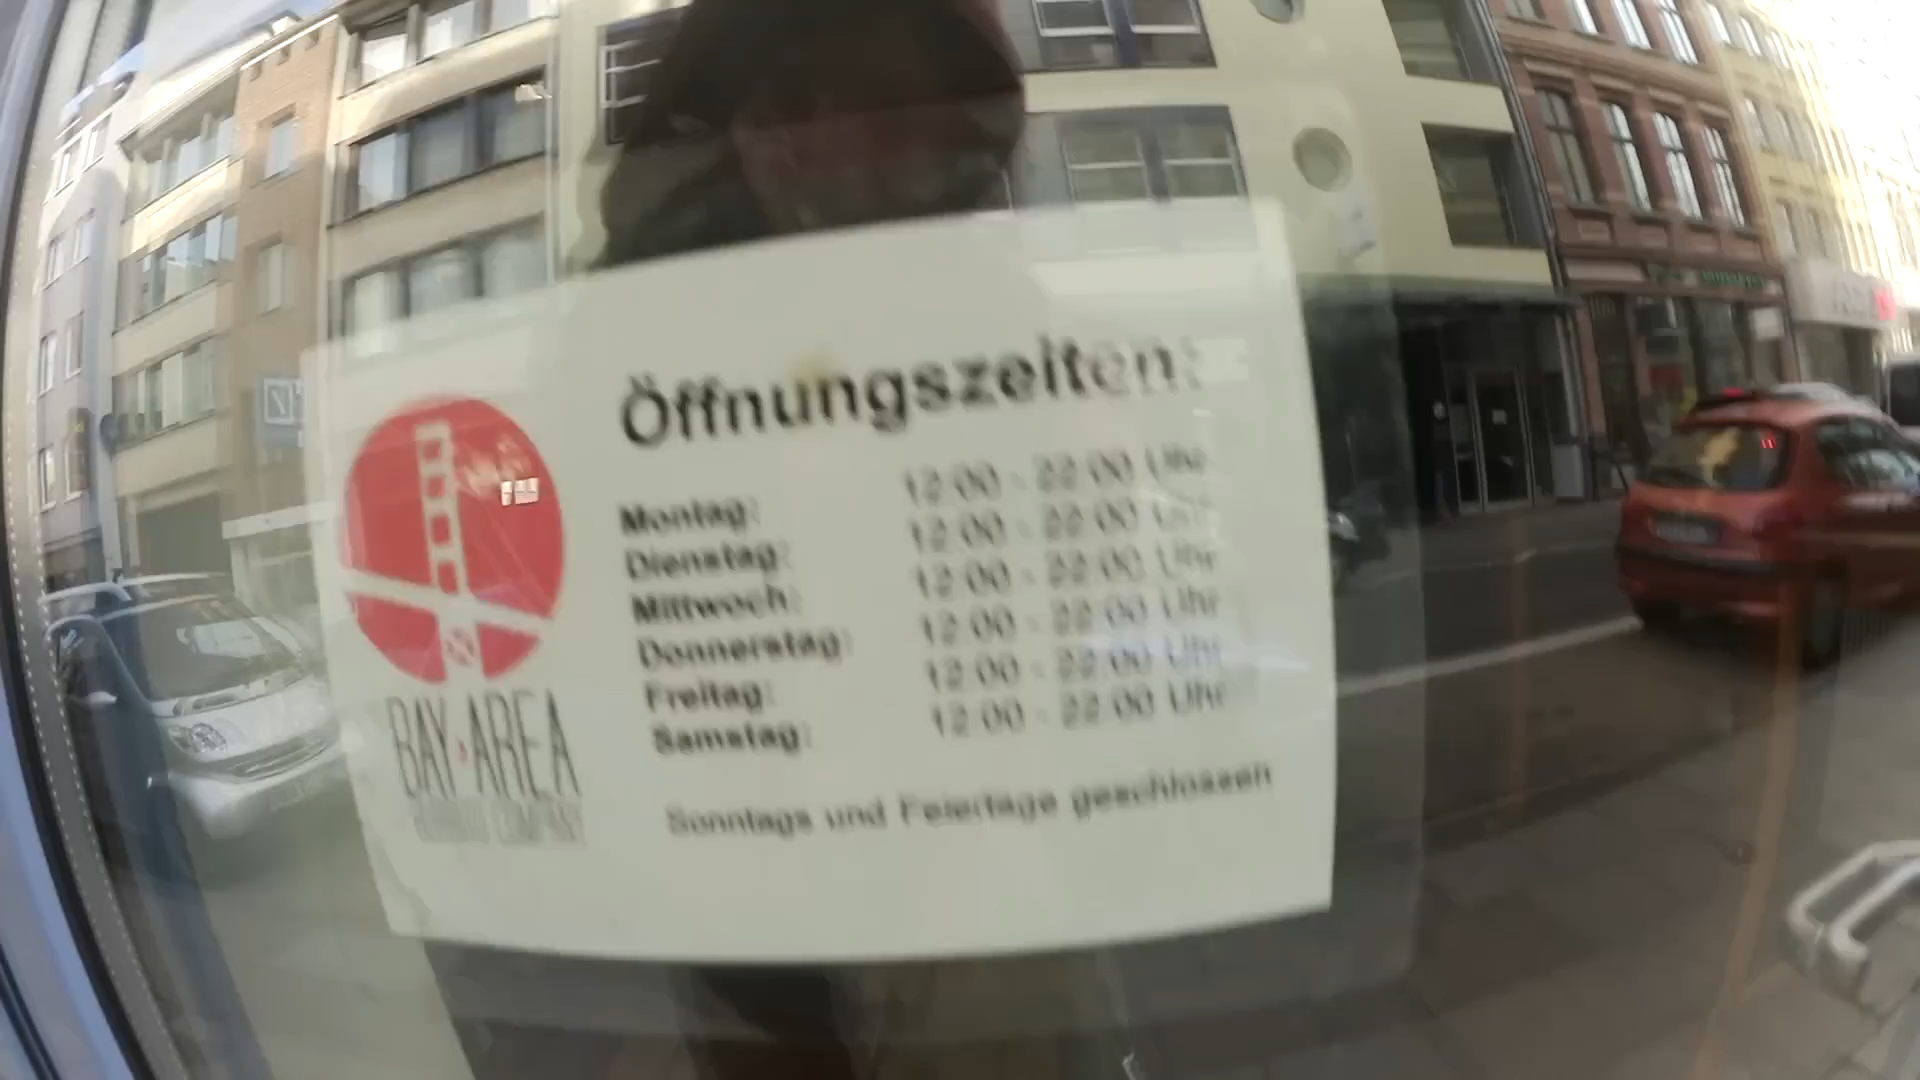 Öffnungszeiten:
Montag: 12:00 - 22:00 Uhr
Dienstag: 12:00 - 22:00 Uhr
Mittwoch: 12:00 - 22:00 Uhr
Donnerstag: 12:00 - 22:00 Uhr
Freitag: 12:00 - 22:00 Uhr
Samstag: 12:00 - 22:00 Uhr
Sonntags und Feiertage geschlossen
BAY AREA
BURRITO COMPANY